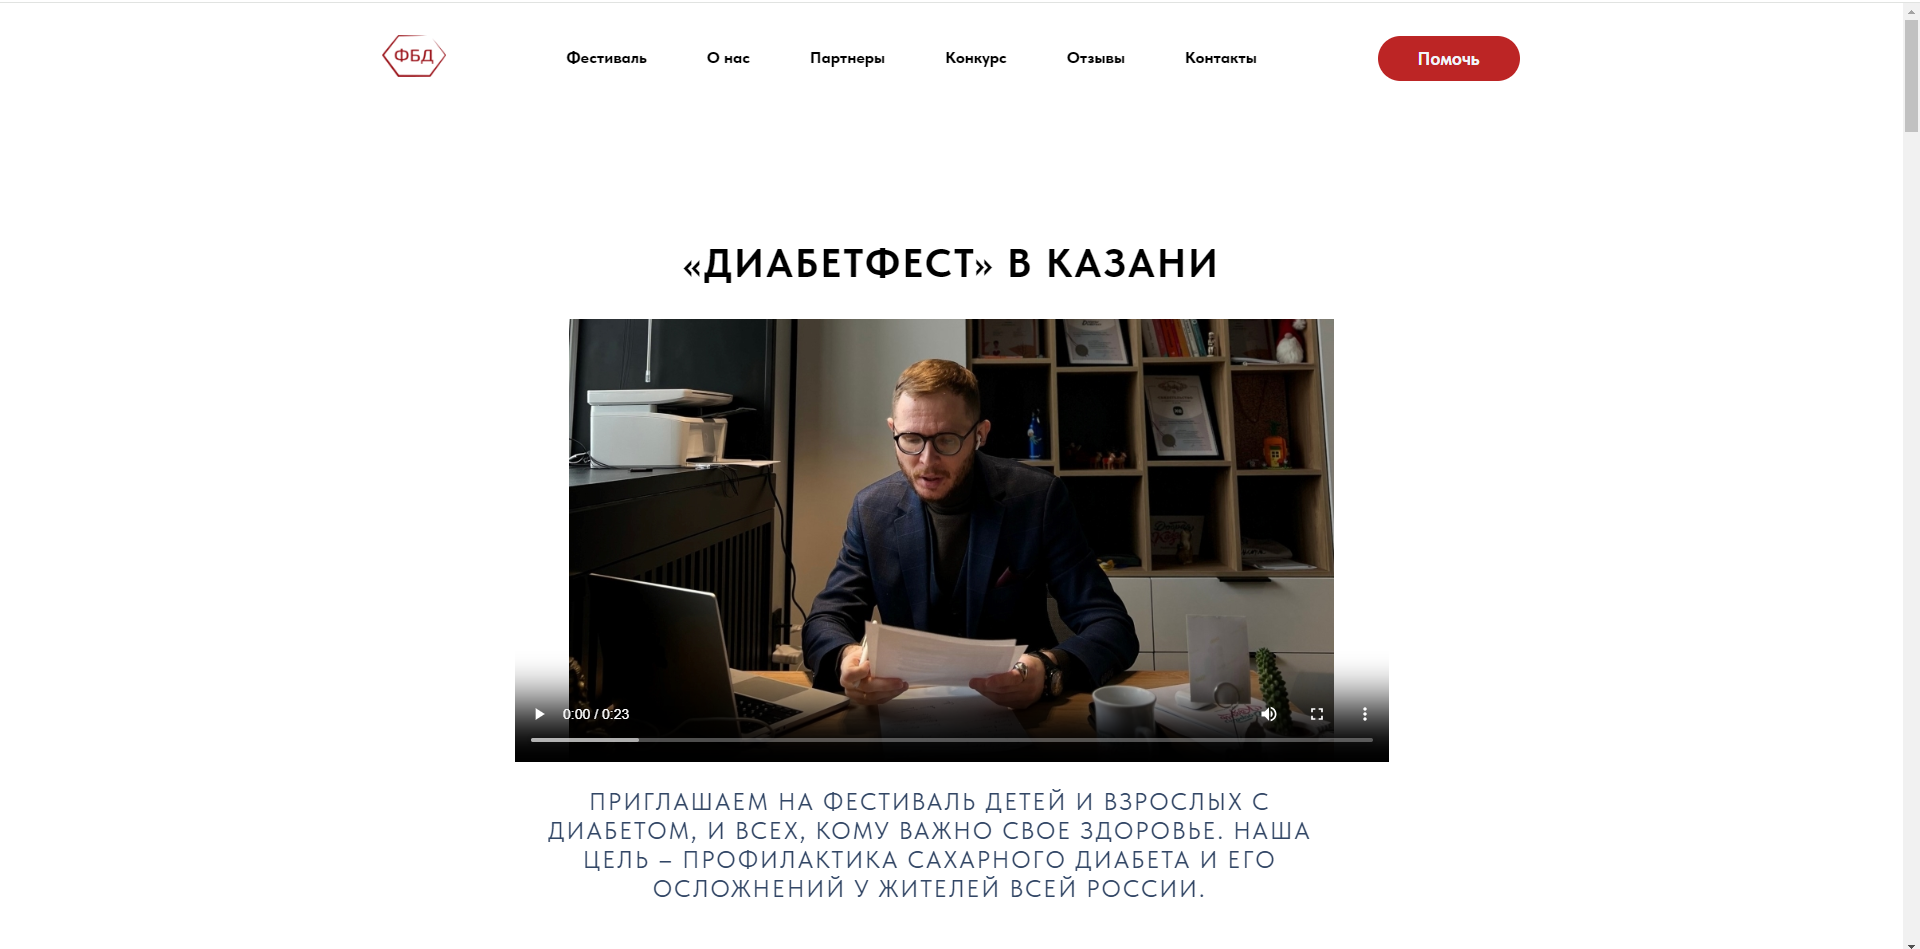 ФБД
Фестиваль О нас Партнеры Конкурс Отзывы Контакты Помочь
«ДИАБЕТФЕСТ» В КАЗАНИ
0:00 / 0:23
ПРИГЛАШАЕМ НА ФЕСТИВАЛЬ ДЕТЕЙ И ВЗРОСЛЫХ С
ДИАБЕТОМ, И ВСЕХ, КОМУ ВАЖНО СВОЕ ЗДОРОВЬЕ. НАША
ЦЕЛЬ – ПРОФИЛАКТИКА САХАРНОГО ДИАБЕТА И ЕГО
ОСЛОЖНЕНИЙ У ЖИТЕЛЕЙ ВСЕЙ РОССИИ.